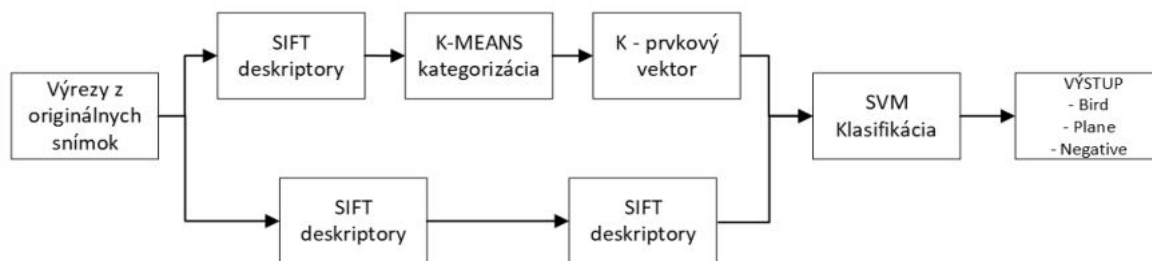 Výrezy z
originálnych
snímok
SIFT
deskriptory
K-MEANS
kategorizácia
K - prvkový
vektor
SIFT
deskriptory
SIFT
deskriptory
SVM
Klasifikácia
VÝSTUP
- Bird
- Plane
- Negative